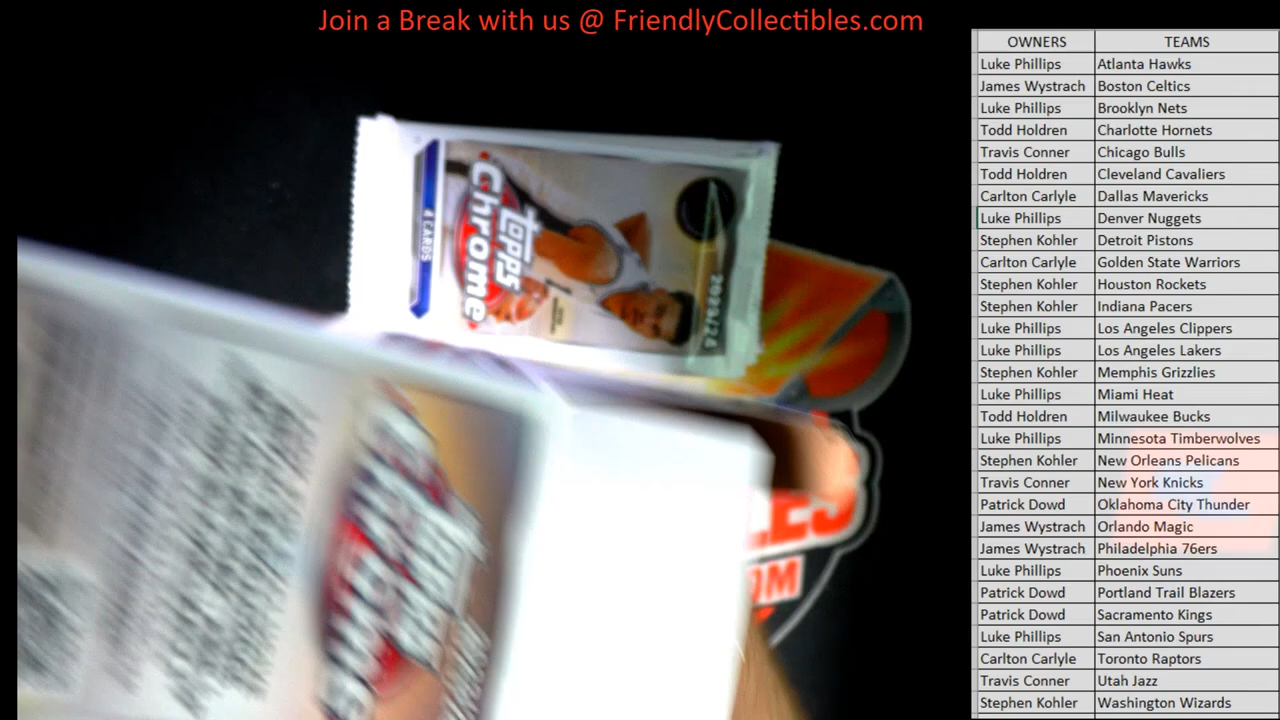 Join a Break with us @ FriendlyCollectibles.com
OWNERS TEAMS
Luke Phillips Atlanta Hawks
James Wystrach Boston Celtics
Luke Phillips Brooklyn Nets
Todd Holdren Charlotte Hornets
Travis Conner Chicago Bulls
Todd Holdren Cleveland Cavaliers
Carlton Carlyle Dallas Mavericks
Luke Phillips Denver Nuggets
Stephen Kohler Detroit Pistons
Carlton Carlyle Golden State Warriors
Stephen Kohler Houston Rockets
Stephen Kohler Indiana Pacers
Luke Phillips Los Angeles Clippers
Luke Phillips Los Angeles Lakers
Stephen Kohler Memphis Grizzlies
Luke Phillips Miami Heat
Todd Holdren Milwaukee Bucks
Luke Phillips Minnesota Timberwolves
Stephen Kohler New Orleans Pelicans
Travis Conner New York Knicks
Patrick Dowd Oklahoma City Thunder
James Wystrach Orlando Magic
James Wystrach Philadelphia 76ers
Luke Phillips Phoenix Suns
Patrick Dowd Portland Trail Blazers
Patrick Dowd Sacramento Kings
Luke Phillips San Antonio Spurs
Carlton Carlyle Toronto Raptors
Travis Conner Utah Jazz
Stephen Kohler Washington Wizards
2023/24
Topps
Chrome
4 CARDS